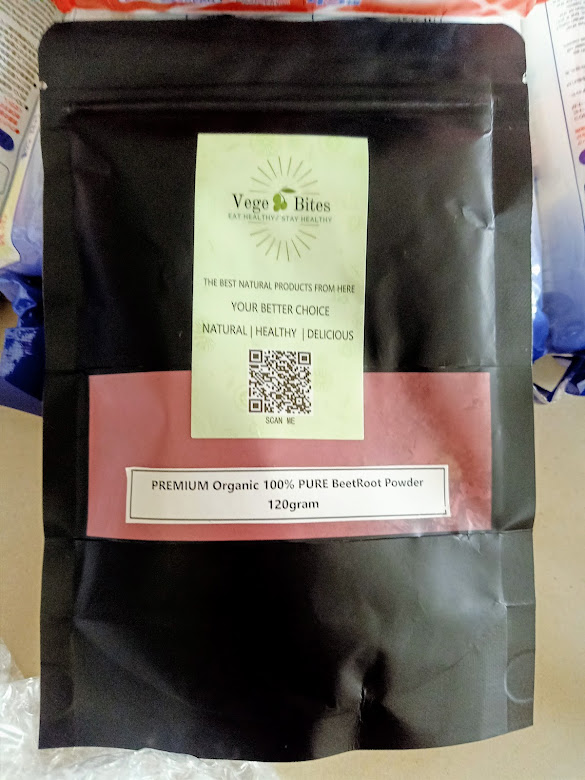 Vege Bites
EAT HEALTHY/ STAY HEALTHY
THE BEST NATURAL PRODUCTS FROM HERE
YOUR BETTER CHOICE
NATURAL | HEALTHY | DELICIOUS
SCAN ME
PREMIUM Organic 100% PURE BeetRoot Powder
120gram